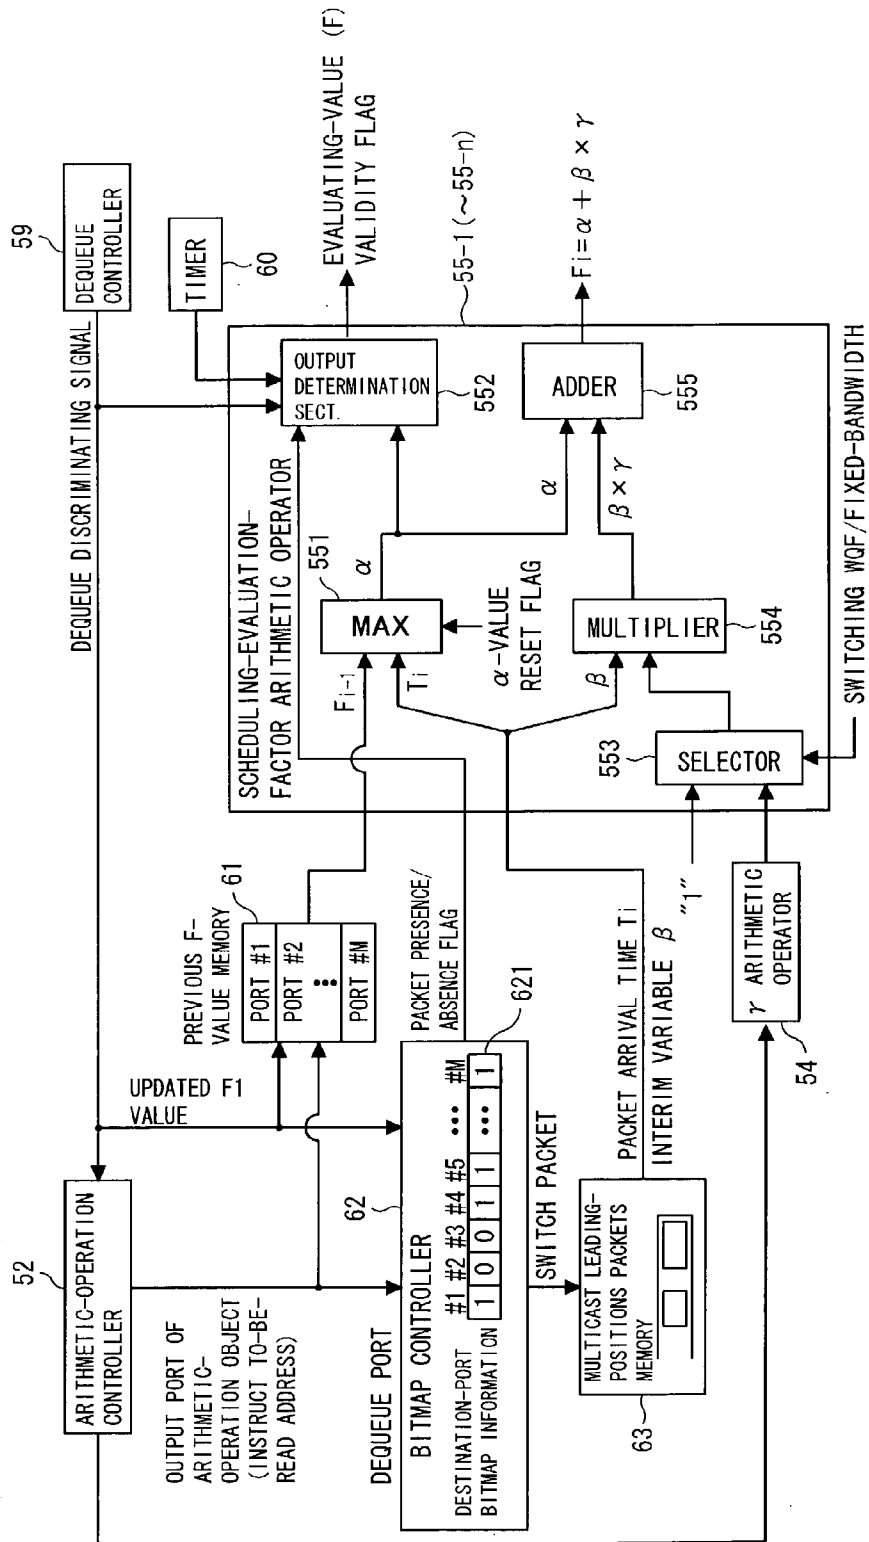 52
ARITHMETIC-OPERATION
CONTROLLER
DEQUEUE DISCRIMINATING SIGNAL
59
DEQUEUE
CONTROLLER
TIMER
60
OUTPUT PORT OF
ARITHMETIC-
OPERATION OBJECT
(INSTRUCT TO-BE-
READ ADDRESS)
UPDATED F1
VALUE
PREVIOUS F-
VALUE MEMORY
61
PORT #1
PORT #2
⋮
PORT #M
DEQUEUE PORT
62
BITMAP CONTROLLER
#1 #2 #3 #4 #5 ••• #M
DESTINATION-PORT
BITMAP INFORMATION
1 0 0 1 1 ••• 1
621
PACKET PRESENCE/
ABSENCE FLAG
SWITCH PACKET
MULTICAST LEADING-
POSITIONS PACKETS
MEMORY
63
PACKET ARRIVAL TIME Ti
INTERIM VARIABLE β
γ ARITHMETIC
OPERATOR
54
"1"
SCHEDULING-EVALUATION-
FACTOR ARITHMETIC OPERATOR
Fi-1
Ti
551
MAX
α
α-VALUE
RESET FLAG
OUTPUT
DETERMINATION
SECT.
552
EVALUATING-VALUE (F)
VALIDITY FLAG
55-1(~55-n)
553
SELECTOR
β
MULTIPLIER
554
β×γ
α
ADDER
555
Fi=α+β×γ
SWITCHING WQF/FIXED-BANDWIDTH